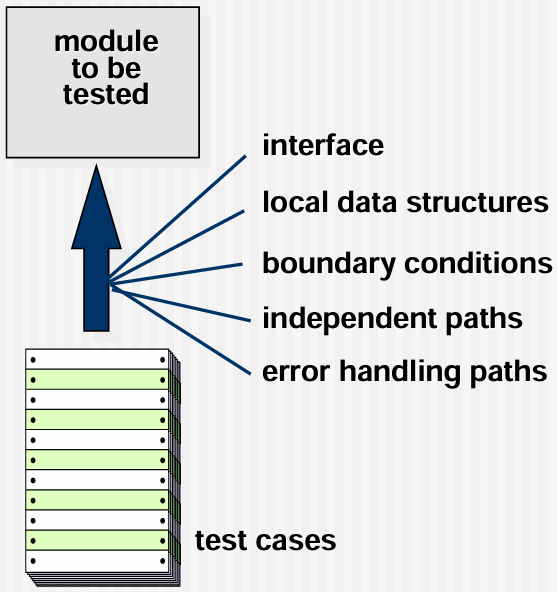 module
to be
tested
interface
local data structures
boundary conditions
independent paths
error handling paths
test cases